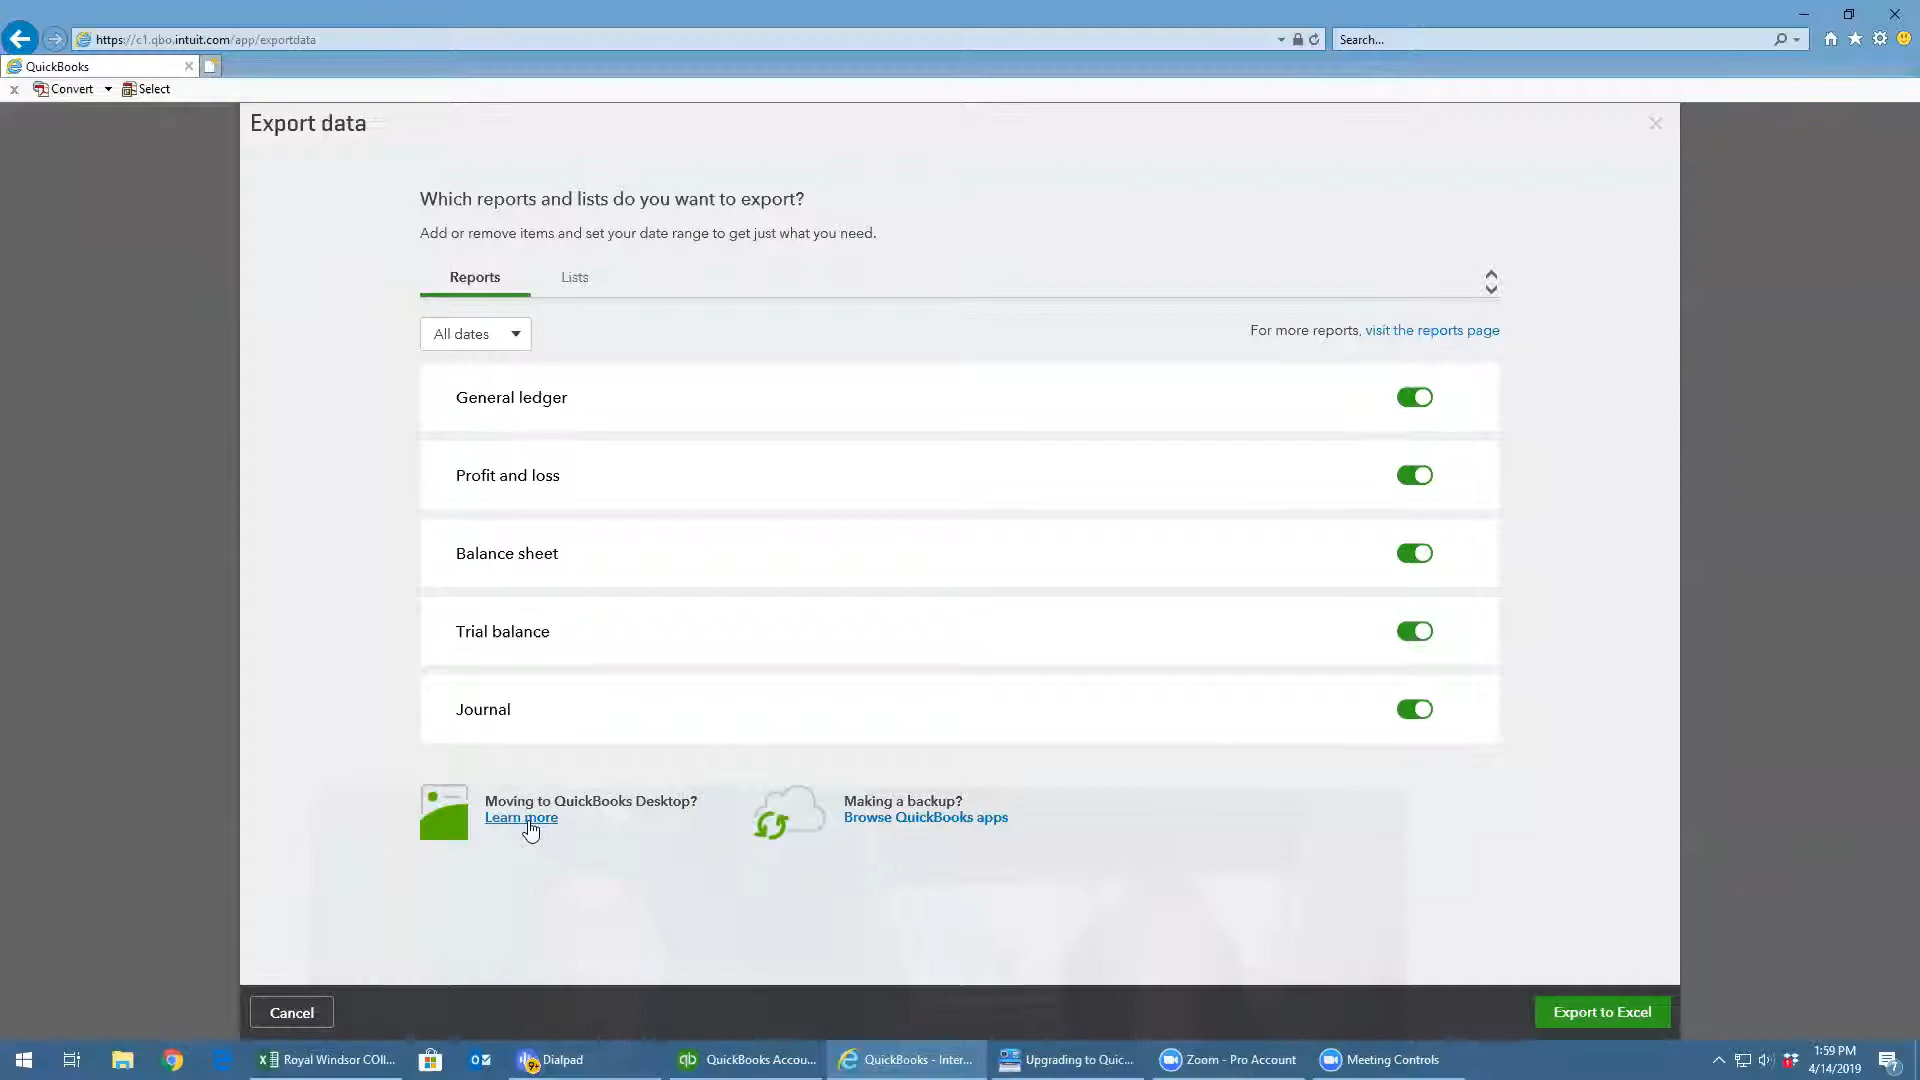 https://c1.qbo.intuit.com/app/exportdata
Search...
QuickBooks
x Convert Select
Export data
Which reports and lists do you want to export?
Add or remove items and set your date range to get just what you need.
Reports Lists
All dates
For more reports, visit the reports page
General ledger
Profit and loss
Balance sheet
Trial balance
Journal
Moving to QuickBooks Desktop?
Learn more
Making a backup?
Browse QuickBooks apps
Cancel
Export to Excel
Royal Windsor COll...
9+ Dialpad
qb QuickBooks Accou...
QuickBooks - Inter...
Upgrading to Quic...
Zoom - Pro Account
Meeting Controls
1:59 PM
4/14/2019
7